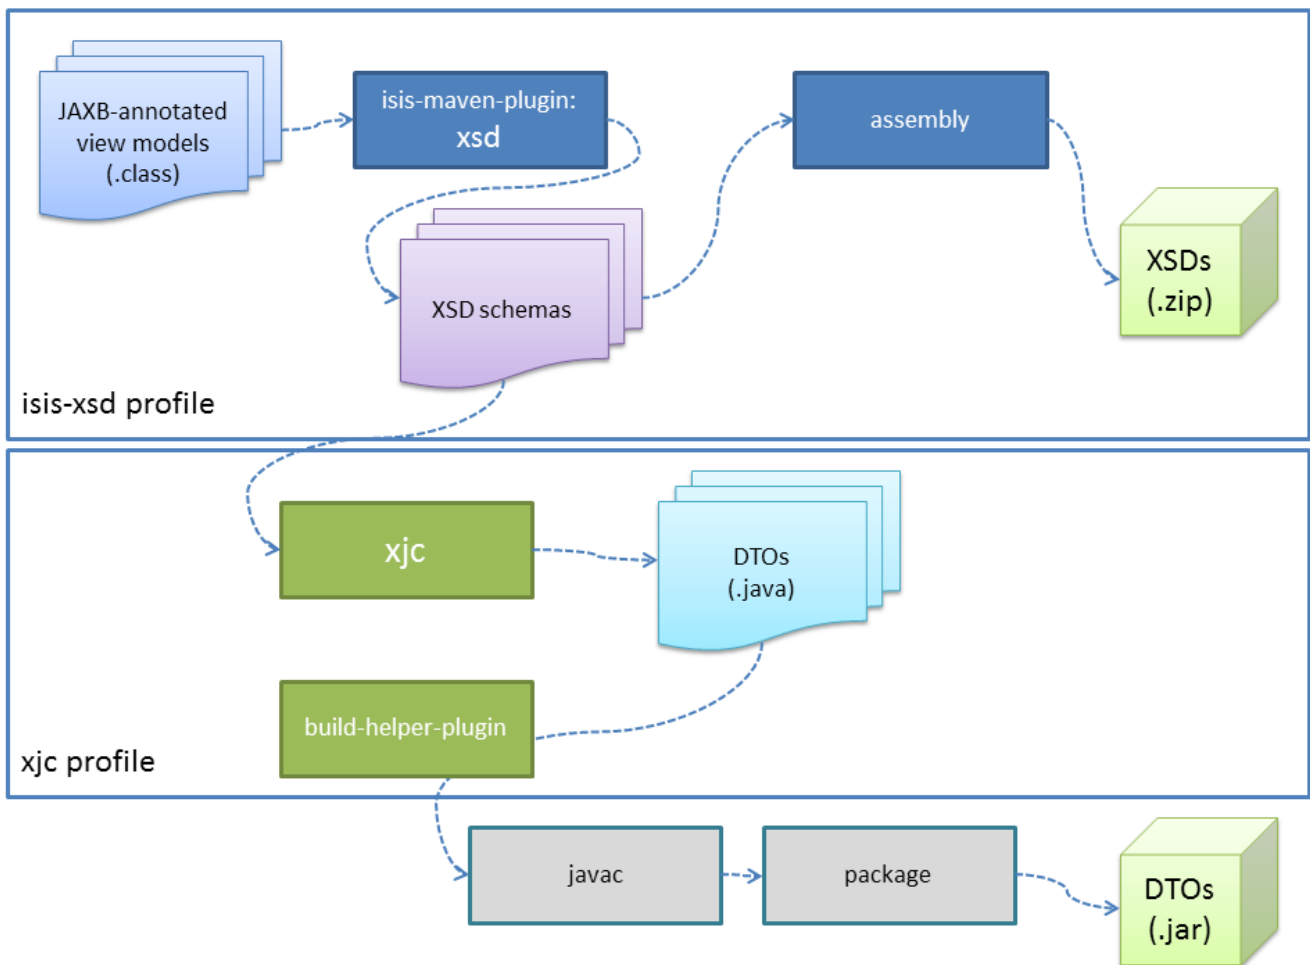 JAXB-annotated
view models
(.class)
isis-maven-plugin:
xsd
assembly
XSDs
(.zip)
XSD schemas
isis-xsd profile
xjc
DTOs
(.java)
build-helper-plugin
xjc profile
javac
package
DTOs
(.jar)